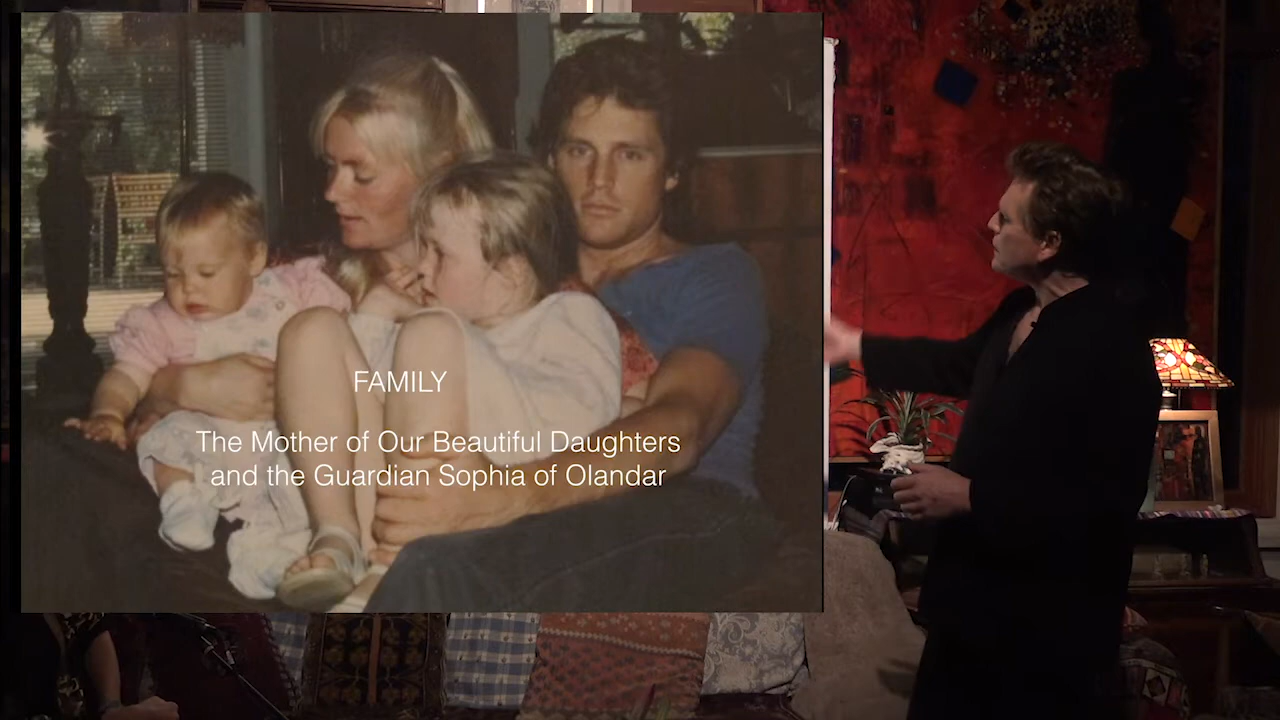 FAMILY
The Mother of Our Beautiful Daughters
and the Guardian Sophia of Olandar